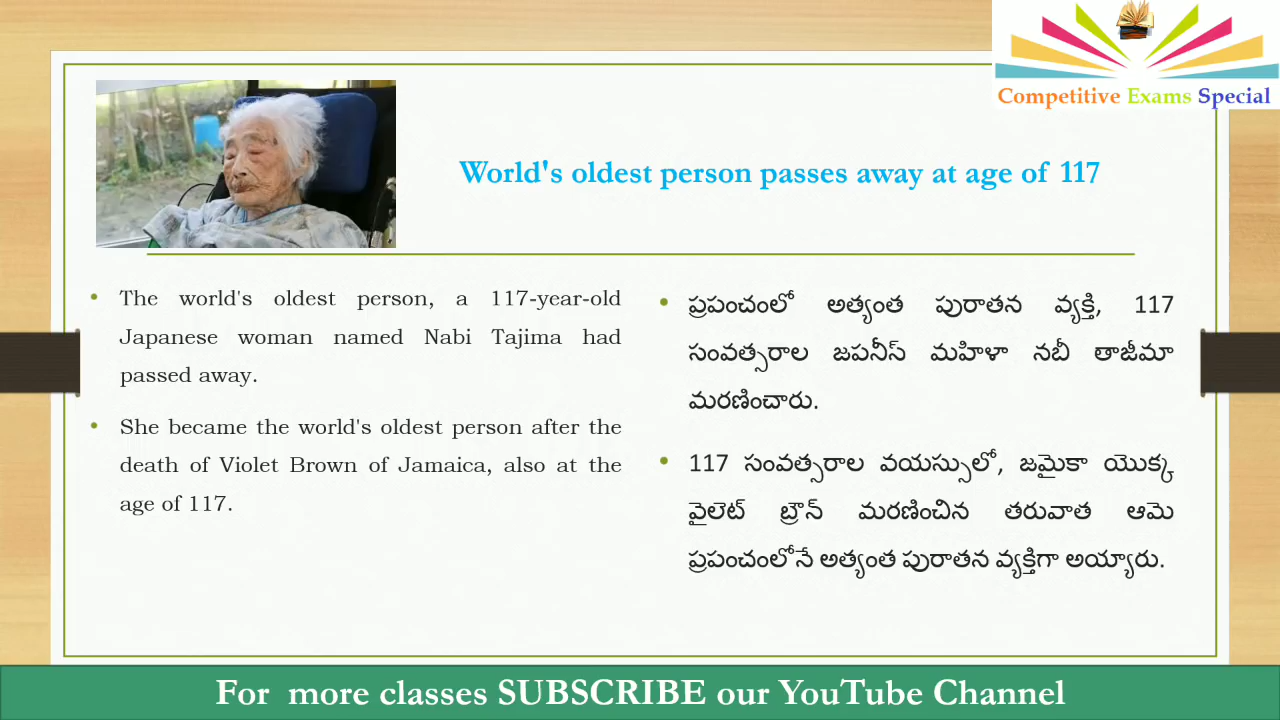 Competitive Exams Special
World's oldest person passes away at age of 117
• The world's oldest person, a 117-year-old
Japanese woman named Nabi Tajima had
passed away.
• She became the world's oldest person after the
death of Violet Brown of Jamaica, also at the
age of 117.
• ప్రపంచంలో అత్యంత పురాతన వ్యక్తి, 117
సంవత్సరాల జపనీస్ మహిళా నబీ తాజీమా
మరణించారు.
• 117 సంవత్సరాల వయస్సులో, జమైకా యొక్క
వైలెట్ బ్రౌన్ మరణించిన తరువాత ఆమె
ప్రపంచంలోనే అత్యంత పురాతన వ్యక్తిగా అయ్యారు.
For more classes SUBSCRIBE our YouTube Channel